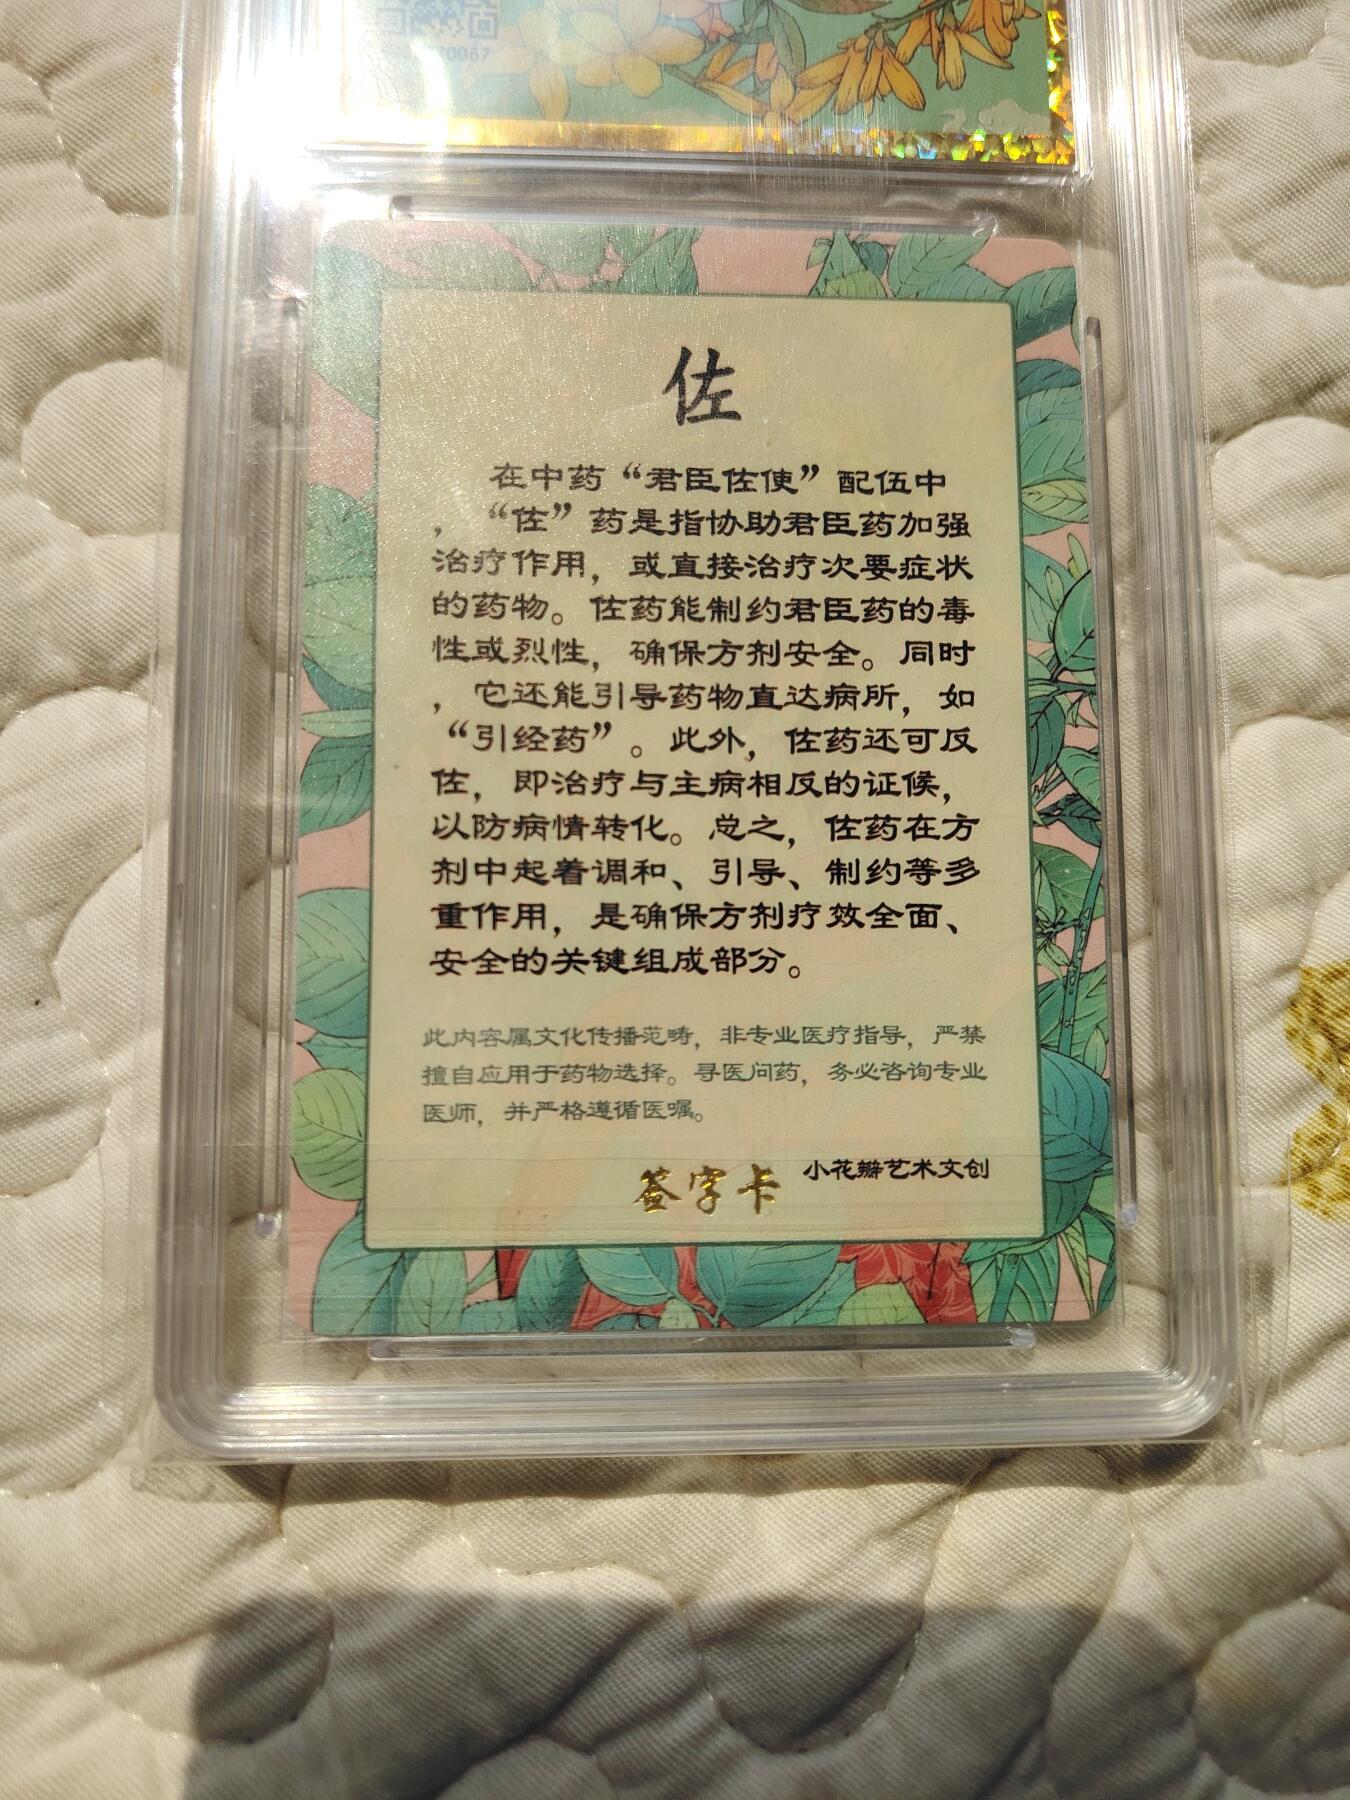 0067
佐
在中药“君臣佐使”配伍中
，“佐”药是指协助君臣药加强
治疗作用，或直接治疗次要症状
的药物。佐药能制约君臣药的毒
性或烈性，确保方剂安全。同时
，它还能引导药物直达病所，如
“引经药”。此外，佐药还可反
佐，即治疗与主病相反的证候，
以防病情转化。总之，佐药在方
剂中起着调和、引导、制约等多
重作用，是确保方剂疗效全面、
安全的关键组成部分。
此内容属文化传播范畴，非专业医疗指导，严禁
擅自应用于药物选择。寻医问药，务必咨询专业
医师，并严格遵循医嘱。
签字卡 小花瓣艺术文创